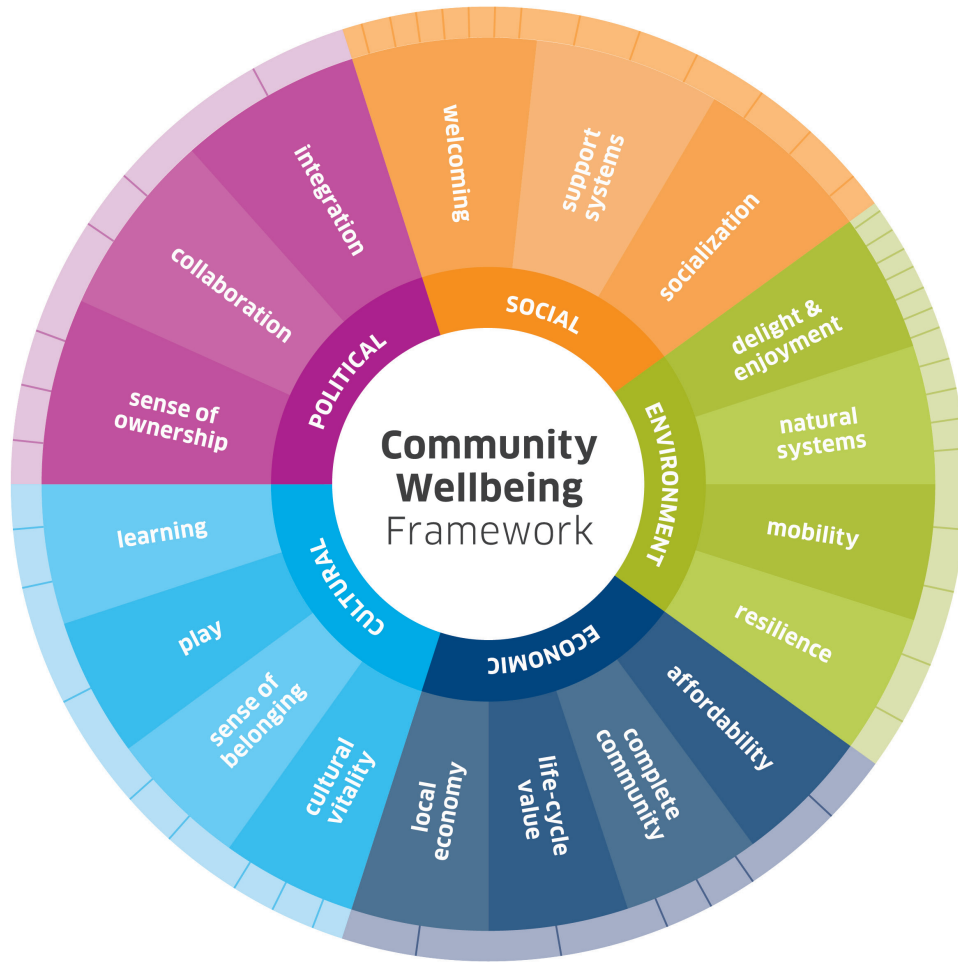 Community
Wellbeing
Framework
SOCIAL
welcoming
support
systems
socialization
ENVIRONMENT
delight &
enjoyment
natural
systems
mobility
resilience
ECONOMIC
affordability
complete
community
life-cycle
value
local
economy
CULTURAL
cultural
vitality
sense of
belonging
play
learning
POLITICAL
sense of
ownership
collaboration
integration